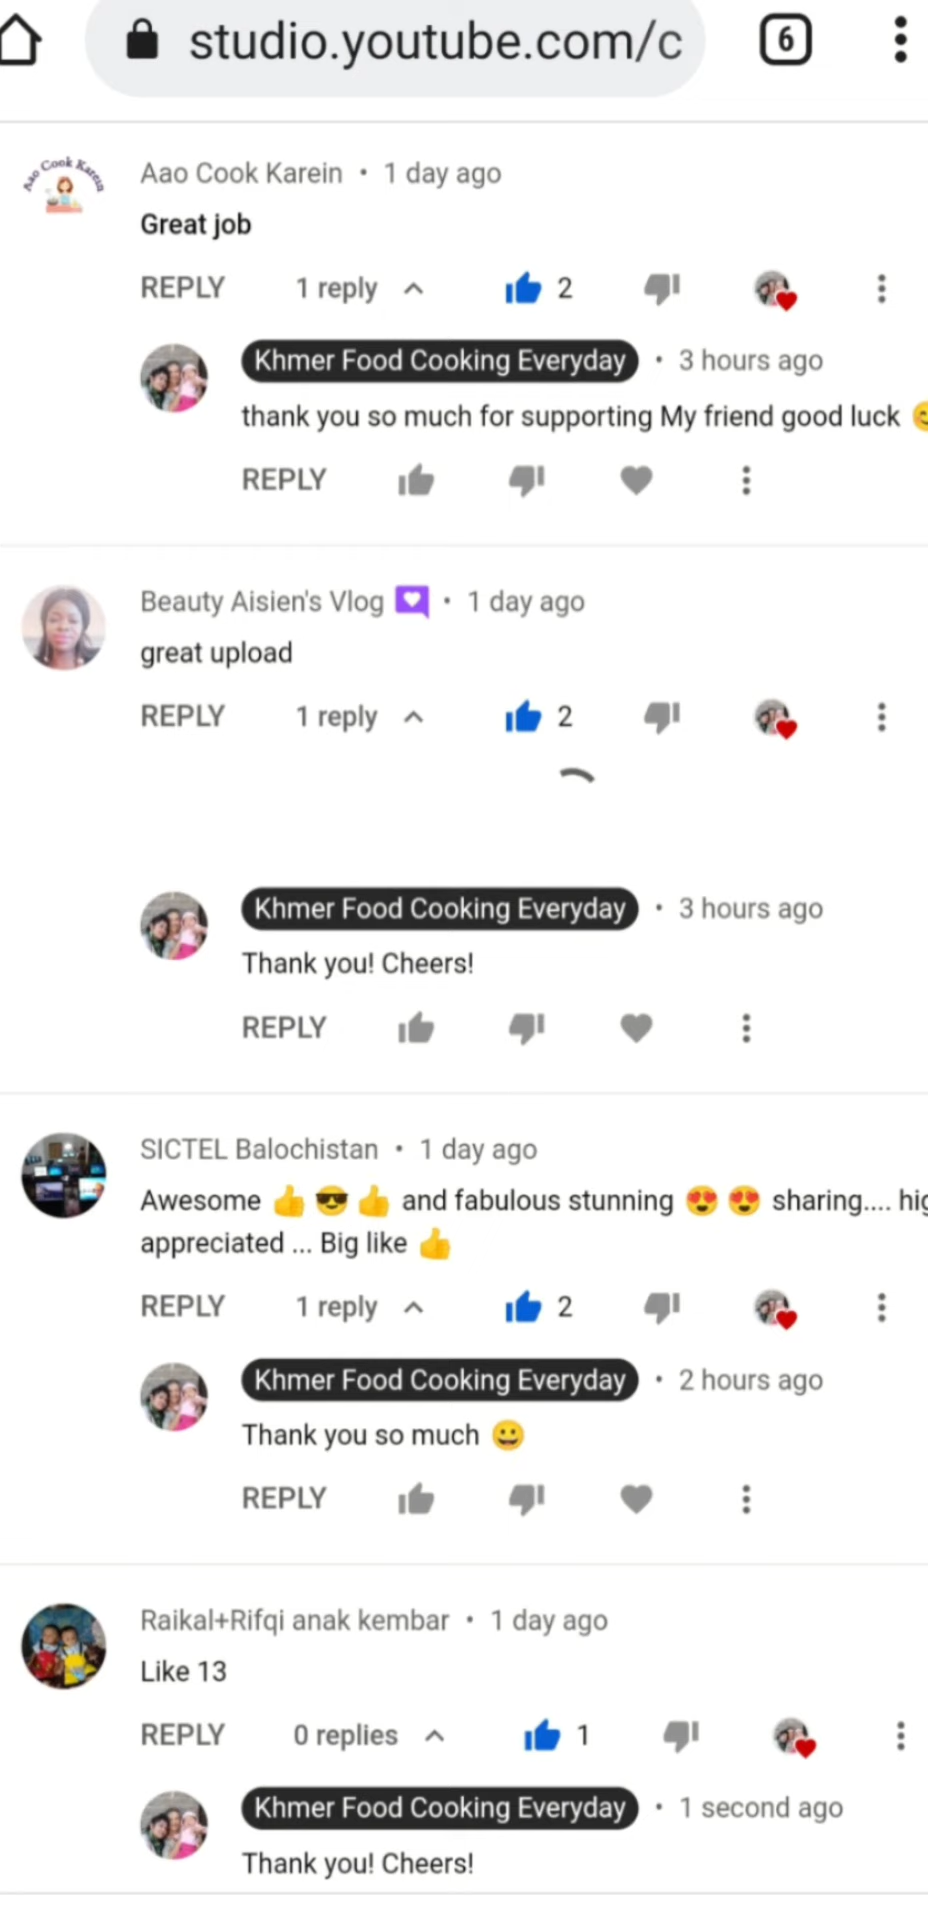 studio.youtube.com/c
6
Aao Cook Karein
Aao Cook Karein • 1 day ago
Great job
REPLY 1 reply 2
Khmer Food Cooking Everyday • 3 hours ago
thank you so much for supporting My friend good luck 😊
REPLY
Beauty Aisien's Vlog • 1 day ago
great upload
REPLY 1 reply 2
Khmer Food Cooking Everyday • 3 hours ago
Thank you! Cheers!
REPLY
SICTEL Balochistan • 1 day ago
Awesome 👍 😎 👍 and fabulous stunning 😍 😍 sharing....
appreciated ... Big like 👍
REPLY 1 reply 2
Khmer Food Cooking Everyday • 2 hours ago
Thank you so much 😀
REPLY
Raikal+Rifqi anak kembar • 1 day ago
Like 13
REPLY 0 replies 1
Khmer Food Cooking Everyday • 1 second ago
Thank you! Cheers!